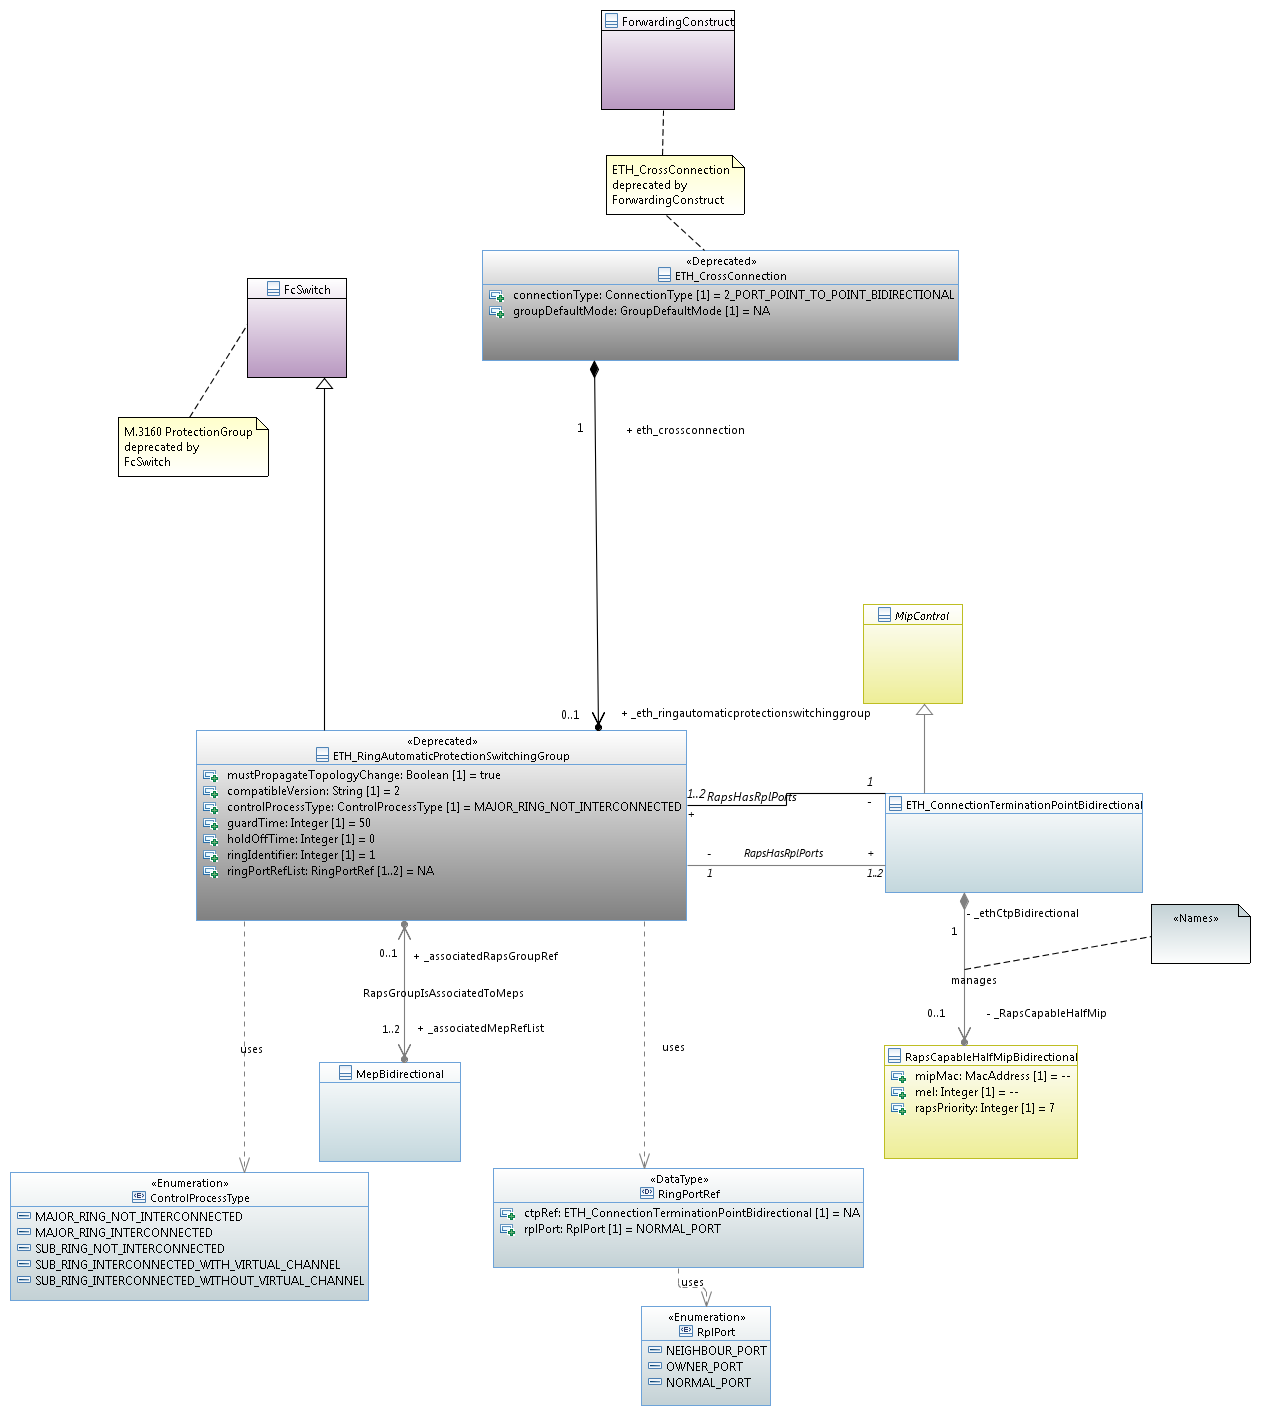 ForwardingConstruct
ETH_CrossConnection
deprecated by
ForwardingConstruct
«Deprecated»
ETH_CrossConnection
connectionType: ConnectionType [1] = 2_PORT_POINT_TO_POINT_BIDIRECTIONAL
groupDefaultMode: GroupDefaultMode [1] = NA
FcSwitch
M.3160 ProtectionGroup
deprecated by
FcSwitch
1
+ eth_crossconnection
0..1
+ _eth_ringautomaticprotectionswitchinggroup
MipControl
«Deprecated»
ETH_RingAutomaticProtectionSwitchingGroup
mustPropagateTopologyChange: Boolean [1] = true
compatibleVersion: String [1] = 2
controlProcessType: ControlProcessType [1] = MAJOR_RING_NOT_INTERCONNECTED
guardTime: Integer [1] = 50
holdOffTime: Integer [1] = 0
ringIdentifier: Integer [1] = 1
ringPortRefList: RingPortRef [1..2] = NA
1..2
RapsHasRplPorts
1
+
-
-
RapsHasRplPorts
+
1
1..2
ETH_ConnectionTerminationPointBidirectional
- _ethCtpBidirectional
1
«Names»
manages
0..1
- _RapsCapableHalfMip
RapsCapableHalfMipBidirectional
mipMac: MacAddress [1] = --
mel: Integer [1] = --
rapsPriority: Integer [1] = 7
0..1
+ _associatedRapsGroupRef
RapsGroupIsAssociatedToMeps
1..2
+ _associatedMepRefList
uses
uses
MepBidirectional
«Enumeration»
ControlProcessType
MAJOR_RING_NOT_INTERCONNECTED
MAJOR_RING_INTERCONNECTED
SUB_RING_NOT_INTERCONNECTED
SUB_RING_INTERCONNECTED_WITH_VIRTUAL_CHANNEL
SUB_RING_INTERCONNECTED_WITHOUT_VIRTUAL_CHANNEL
«DataType»
RingPortRef
ctpRef: ETH_ConnectionTerminationPointBidirectional [1] = NA
rplPort: RplPort [1] = NORMAL_PORT
uses
«Enumeration»
RplPort
NEIGHBOUR_PORT
OWNER_PORT
NORMAL_PORT